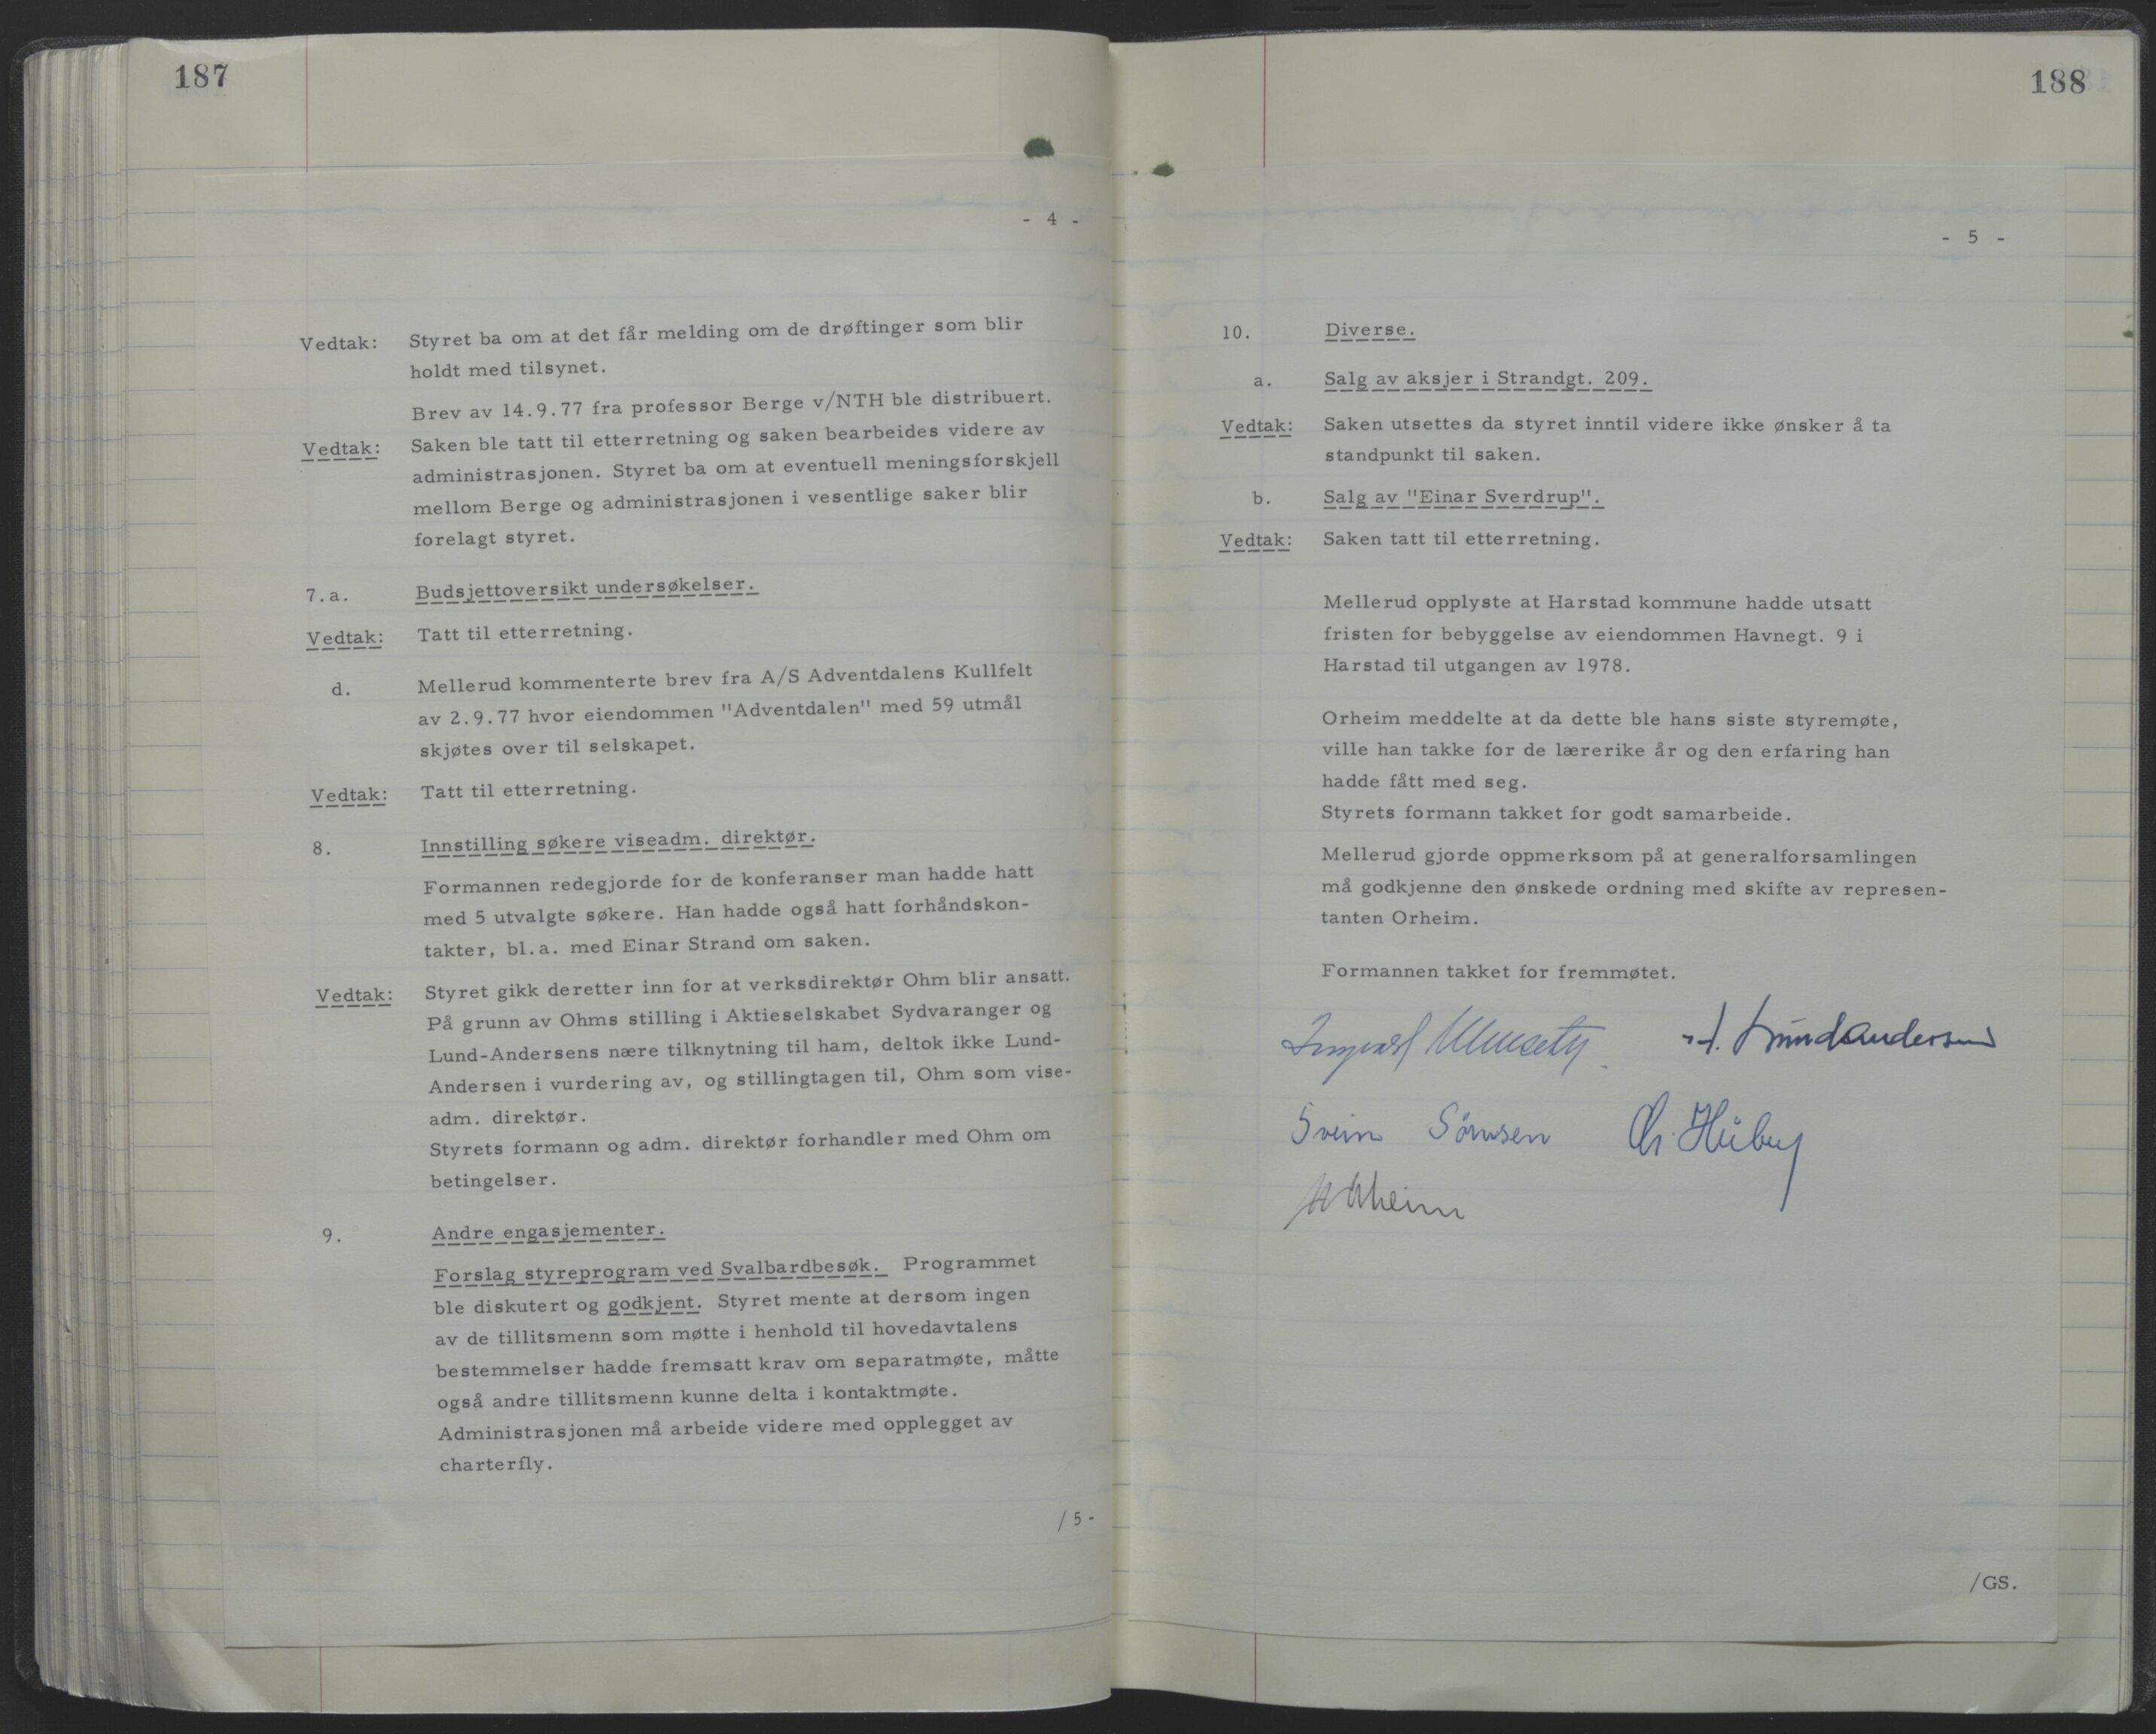 187
- 4 -
Vedtak: Styret ba om at det får melding om de drøftinger som blir
holdt med tilsynet.
Brev av 14.9.77 fra professor Berge v/NTH ble distribuert.
Vedtak: Saken ble tatt til etterretning og saken bearbeides videre av
administrasjonen. Styret ba om at eventuell meningsforskjell
mellom Berge og administrasjonen i vesentlige saker blir
forelagt styret.
7.a. Budsjettoversikt undersøkelser.
Vedtak: Tatt til etterretning.
d. Mellerud kommenterte brev fra A/S Adventdalens Kullfelt
av 2.9.77 hvor eiendommen "Adventdalen" med 59 utmål
skjøtes over til selskapet.
Vedtak: Tatt til etterretning.
8. Innstilling søkere viseadm. direktør.
Formannen redegjorde for de konferanser man hadde hatt
med 5 utvalgte søkere. Han hadde også hatt forhåndskon-
takter, bl.a. med Einar Strand om saken.
Vedtak: Styret gikk deretter inn for at verksdirektør Ohm blir ansatt.
På grunn av Ohms stilling i Aktieselskabet Sydvaranger og
Lund-Andersens nære tilknytning til ham, deltok ikke Lund-
Andersen i vurdering av, og stillingtagen til, Ohm som vise-
adm. direktør.
Styrets formann og adm. direktør forhandler med Ohm om
betingelser.
9. Andre engasjementer.
Forslag styreprogram ved Svalbardbesøk. Programmet
ble diskutert og godkjent. Styret mente at dersom ingen
av de tillitsmenn som møtte i henhold til hovedavtalens
bestemmelser hadde fremsatt krav om separatmøte, måtte
også andre tillitsmenn kunne delta i kontaktmøte.
Administrasjonen må arbeide videre med opplegget av
charterfly.
/5-
188
- 5 -
10. Diverse.
a. Salg av aksjer i Strandgt. 209.
Vedtak: Saken utsettes da styret inntil videre ikke ønsker å ta
standpunkt til saken.
b. Salg av "Einar Sverdrup".
Vedtak: Saken tatt til etterretning.
Mellerud opplyste at Harstad kommune hadde utsatt
fristen for bebyggelse av eiendommen Havnegt. 9 i
Harstad til utgangen av 1978.
Orheim meddelte at da dette ble hans siste styremøte,
ville han takke for de lærerike år og den erfaring han
hadde fått med seg.
Styrets formann takket for godt samarbeide.
Mellerud gjorde oppmerksom på at generalforsamlingen
må godkjenne den ønskede ordning med skifte av represen-
tanten Orheim.
Formannen takket for fremmøtet.
Lund Andersen
Svein
/GS.